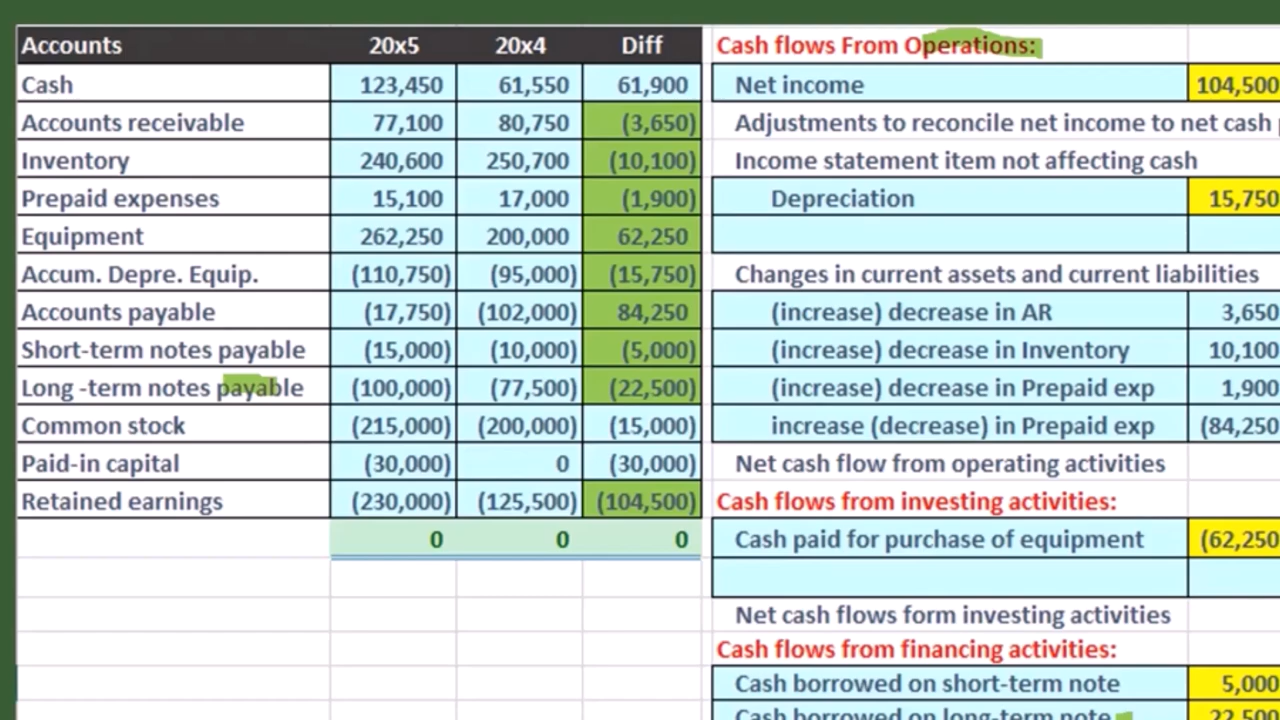 Accounts 20x5 20x4 Diff
Cash 123,450 61,550 61,900
Accounts receivable 77,100 80,750 (3,650)
Inventory 240,600 250,700 (10,100)
Prepaid expenses 15,100 17,000 (1,900)
Equipment 262,250 200,000 62,250
Accum. Depre. Equip. (110,750) (95,000) (15,750)
Accounts payable (17,750) (102,000) 84,250
Short-term notes payable (15,000) (10,000) (5,000)
Long -term notes payable (100,000) (77,500) (22,500)
Common stock (215,000) (200,000) (15,000)
Paid-in capital (30,000) 0 (30,000)
Retained earnings (230,000) (125,500) (104,500)
0 0 0
Cash flows From Operations:
Net income 104,500
Adjustments to reconcile net income to net cash
Income statement item not affecting cash
Depreciation 15,750
Changes in current assets and current liabilities
(increase) decrease in AR 3,650
(increase) decrease in Inventory 10,100
(increase) decrease in Prepaid exp 1,900
increase (decrease) in Prepaid exp (84,250
Net cash flow from operating activities
Cash flows from investing activities:
Cash paid for purchase of equipment (62,250
Net cash flows form investing activities
Cash flows from financing activities:
Cash borrowed on short-term note 5,000
Cash borrowed on long-term note 22,500